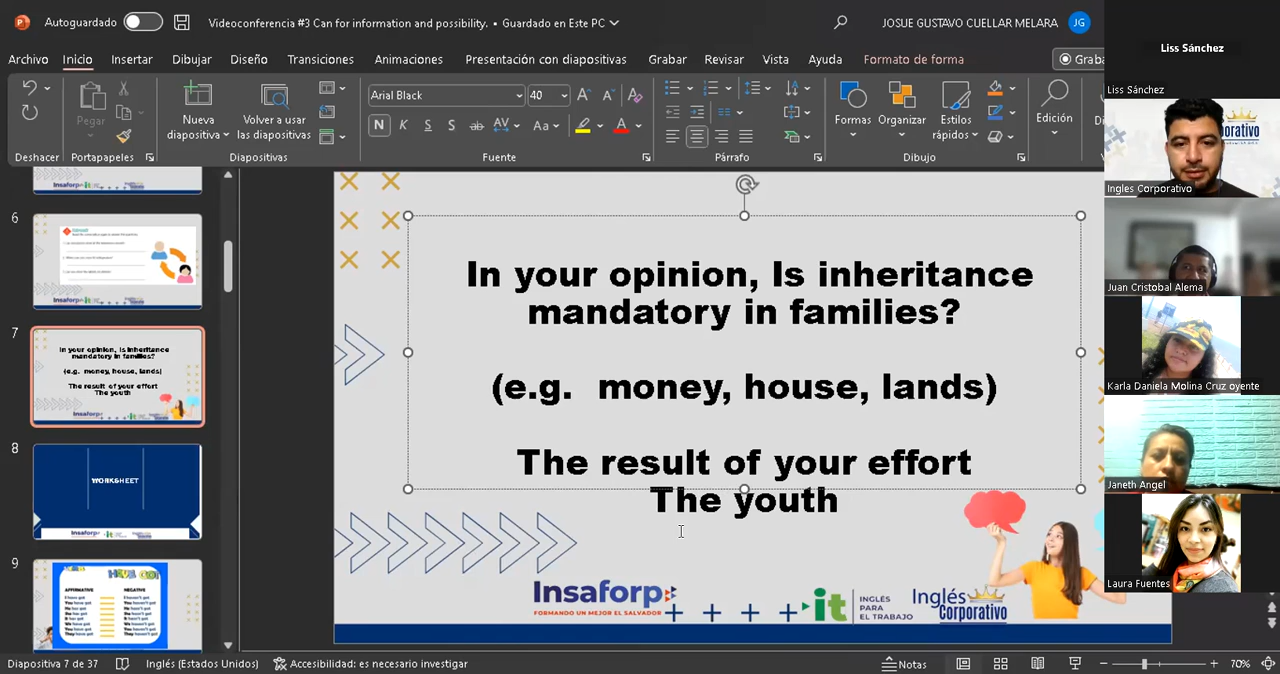 Autoguardado
Videoconferencia #3 Can for information and possibility. • Guardado en Este PC
JOSUE GUSTAVO CUELLAR MELARA
JG
Archivo Inicio Insertar Dibujar Diseño Transiciones Animaciones Presentación con diapositivas Grabar Revisar Vista Ayuda Formato de forma
Graba
Pegar
Nueva diapositiva
Volver a usar las diapositivas
Arial Black
40
N K S S ab AV Aa A
Formas
Organizar
Estilos rápidos
Edición
Deshacer Portapapeles Diapositivas Fuente Párrafo Dibujo
6
7
In your opinion, Is inheritance
mandatory in families?
(e.g. money, house, lands)
The result of your effort
The youth
8
WORKSHEET
9
AFFIRMATIVE
NEGATIVE
In your opinion, Is inheritance
mandatory in families?
(e.g. money, house, lands)
The result of your effort
The youth
Insaforp
FORMANDO UN MEJOR EL SALVADOR
it
INGLÉS
PARA
EL TRABAJO
Inglés
Corporativo
Liss Sánchez
Liss Sánchez
Ingles Corporativo
Juan Cristobal Alema
Karla Daniela Molina Cruz oyente
Janeth Angel
Laura Fuentes
Diapositiva 7 de 37
Inglés (Estados Unidos)
Accesibilidad: es necesario investigar
Notas
70%